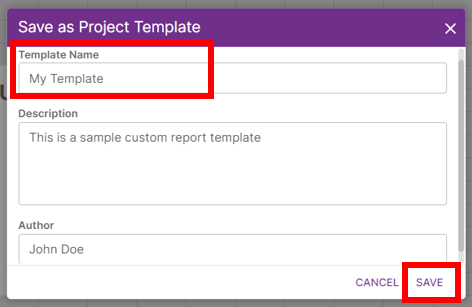 Save as Project Template
Template Name
My Template
Description
This is a sample custom report template
Author
John Doe
CANCEL SAVE